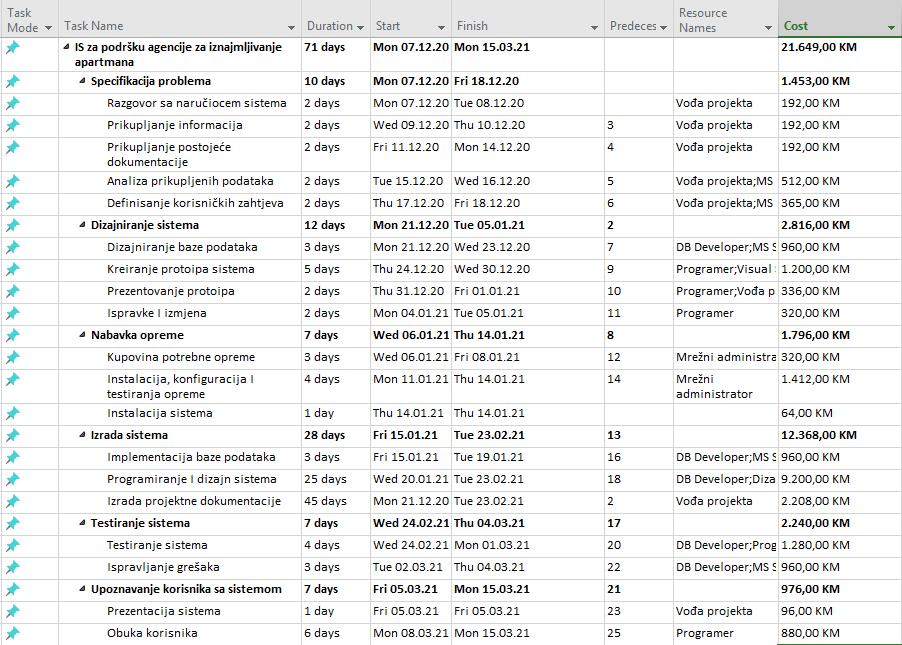 Task Mode Task Name Duration Start Finish Predeces Resource Names Cost
IS za podršku agencije za iznajmljivanje apartmana 71 days Mon 07.12.20 Mon 15.03.21 21.649,00 KM
Specifikacija problema 10 days Mon 07.12.20 Fri 18.12.20 1.453,00 KM
Razgovor sa naručiocem sistema 2 days Mon 07.12.20 Tue 08.12.20 Vođa projekta 192,00 KM
Prikupljanje informacija 2 days Wed 09.12.20 Thu 10.12.20 3 Vođa projekta 192,00 KM
Prikupljanje postojeće dokumentacije 2 days Fri 11.12.20 Mon 14.12.20 4 Vođa projekta 192,00 KM
Analiza prikupljenih podataka 2 days Tue 15.12.20 Wed 16.12.20 5 Vođa projekta;MS 512,00 KM
Definisanje korisničkih zahtjeva 2 days Thu 17.12.20 Fri 18.12.20 6 Vođa projekta;MS 365,00 KM
Dizajniranje sistema 12 days Mon 21.12.20 Tue 05.01.21 2 2.816,00 KM
Dizajniranje baze podataka 3 days Mon 21.12.20 Wed 23.12.20 7 DB Developer;MS S 960,00 KM
Kreiranje protoipa sistema 5 days Thu 24.12.20 Wed 30.12.20 9 Programer;Visual 1.200,00 KM
Prezentovanje protoipa 2 days Thu 31.12.20 Fri 01.01.21 10 Programer;Vođa p 336,00 KM
Ispravke I izmjena 2 days Mon 04.01.21 Tue 05.01.21 11 Programer 320,00 KM
Nabavka opreme 7 days Wed 06.01.21 Thu 14.01.21 8 1.796,00 KM
Kupovina potrebne opreme 3 days Wed 06.01.21 Fri 08.01.21 12 Mrežni administra 320,00 KM
Instalacija, konfiguracija I testiranja opreme 4 days Mon 11.01.21 Thu 14.01.21 14 Mrežni administrator 1.412,00 KM
Instalacija sistema 1 day Thu 14.01.21 Thu 14.01.21 64,00 KM
Izrada sistema 28 days Fri 15.01.21 Tue 23.02.21 13 12.368,00 KM
Implementacija baze podataka 3 days Fri 15.01.21 Tue 19.01.21 16 DB Developer;MS S 960,00 KM
Programiranje I dizajn sistema 25 days Wed 20.01.21 Tue 23.02.21 18 DB Developer;Diza 9.200,00 KM
Izrada projektne dokumentacije 45 days Mon 21.12.20 Tue 23.02.21 2 Vođa projekta 2.208,00 KM
Testiranje sistema 7 days Wed 24.02.21 Thu 04.03.21 17 2.240,00 KM
Testiranje sistema 4 days Wed 24.02.21 Mon 01.03.21 20 DB Developer;Prog 1.280,00 KM
Ispravljanje grešaka 3 days Tue 02.03.21 Thu 04.03.21 22 DB Developer;MS S 960,00 KM
Upoznavanje korisnika sa sistemom 7 days Fri 05.03.21 Mon 15.03.21 21 976,00 KM
Prezentacija sistema 1 day Fri 05.03.21 Fri 05.03.21 23 Vođa projekta 96,00 KM
Obuka korisnika 6 days Mon 08.03.21 Mon 15.03.21 25 Programer 880,00 KM